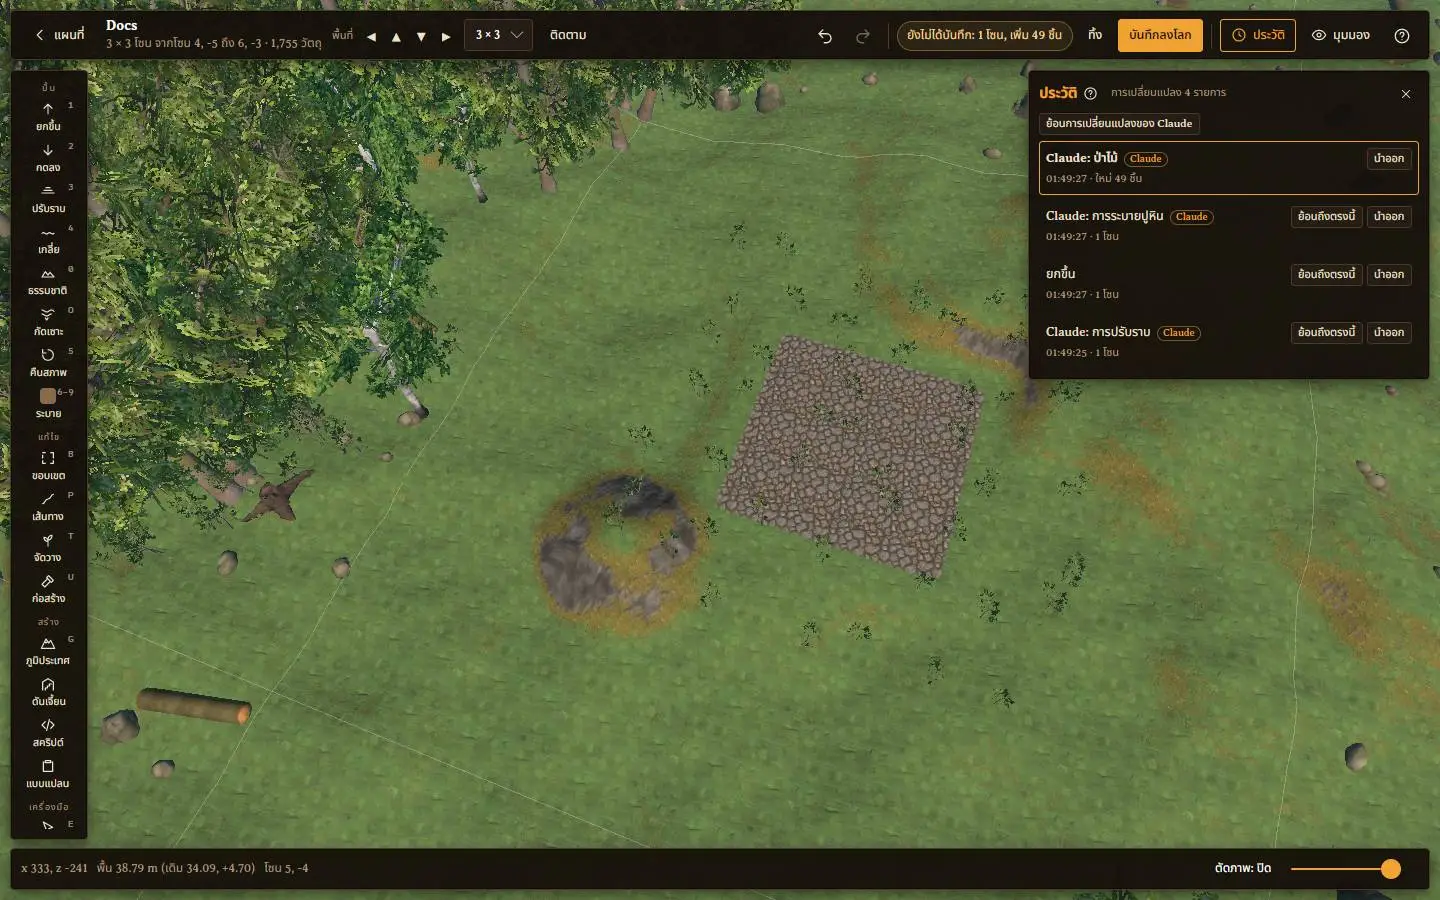 ผนที่
Docs
3 × 3 โซน จากโซน 4, -5 ถึง 6, -3 · 1,755 วัตถุ
พื้นที่
3 × 3
ติดตาม
ยังไม่ได้บันทึก: 1 โซน, เพิ่ม 49 ชิ้น
ทิ้ง
บันทึกลงโลก
ประวัติ
มุมมอง
ปั้น
ยกขึ้น 1
กดลง 2
ปรับราบ 3
เกลี่ย 4
ธรรมชาติ 0
กัดเซาะ O
คืนสภาพ 5
ระบาย 6–9
แก้ไข
ขอบเขต B
เส้นทาง P
จัดวาง T
ก่อสร้าง U
สร้าง
ภูมิประเทศ G
ดันเจี้ยน
สคริปต์
แบบแปลน
เครื่องมือ
E
ประวัติ
การเปลี่ยนแปลง 4 รายการ
ย้อนการเปลี่ยนแปลงของ Claude
Claude: ป่าไม้ Claude นำออก
01:49:27 · ใหม่ 49 ชิ้น
Claude: การระบายปูหิน Claude ย้อนถึงตรงนี้ นำออก
01:49:27 · 1 โซน
ยกขึ้น ย้อนถึงตรงนี้ นำออก
01:49:27 · 1 โซน
Claude: การปรับราบ Claude ย้อนถึงตรงนี้ นำออก
01:49:25 · 1 โซน
x 333, z -241 พื้น 38.79 m (เดิม 34.09, +4.70) โซน 5, -4
ตัดภาพ: ปิด